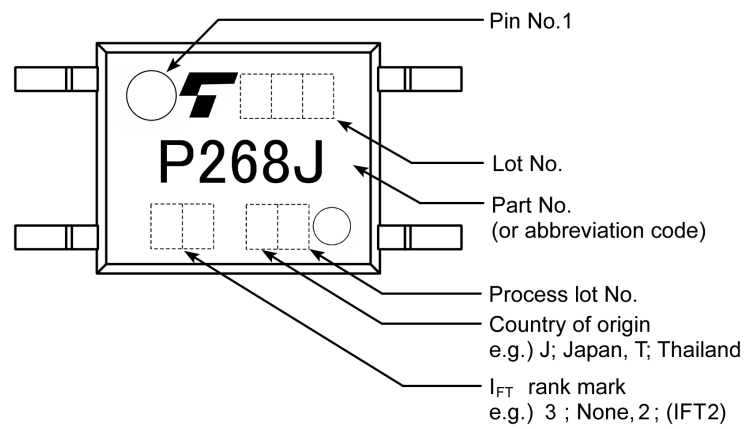 Pin No.1
P268J
Lot No.
Part No.
(or abbreviation code)
Process lot No.
Country of origin
e.g.) J; Japan, T; Thailand
IFT rank mark
e.g.) 3 ; None, 2 ; (IFT2)